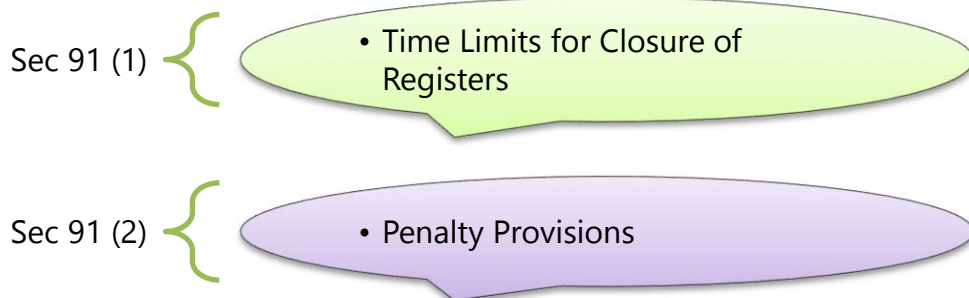 Sec 91 (1)
• Time Limits for Closure of
Registers
Sec 91 (2)
• Penalty Provisions